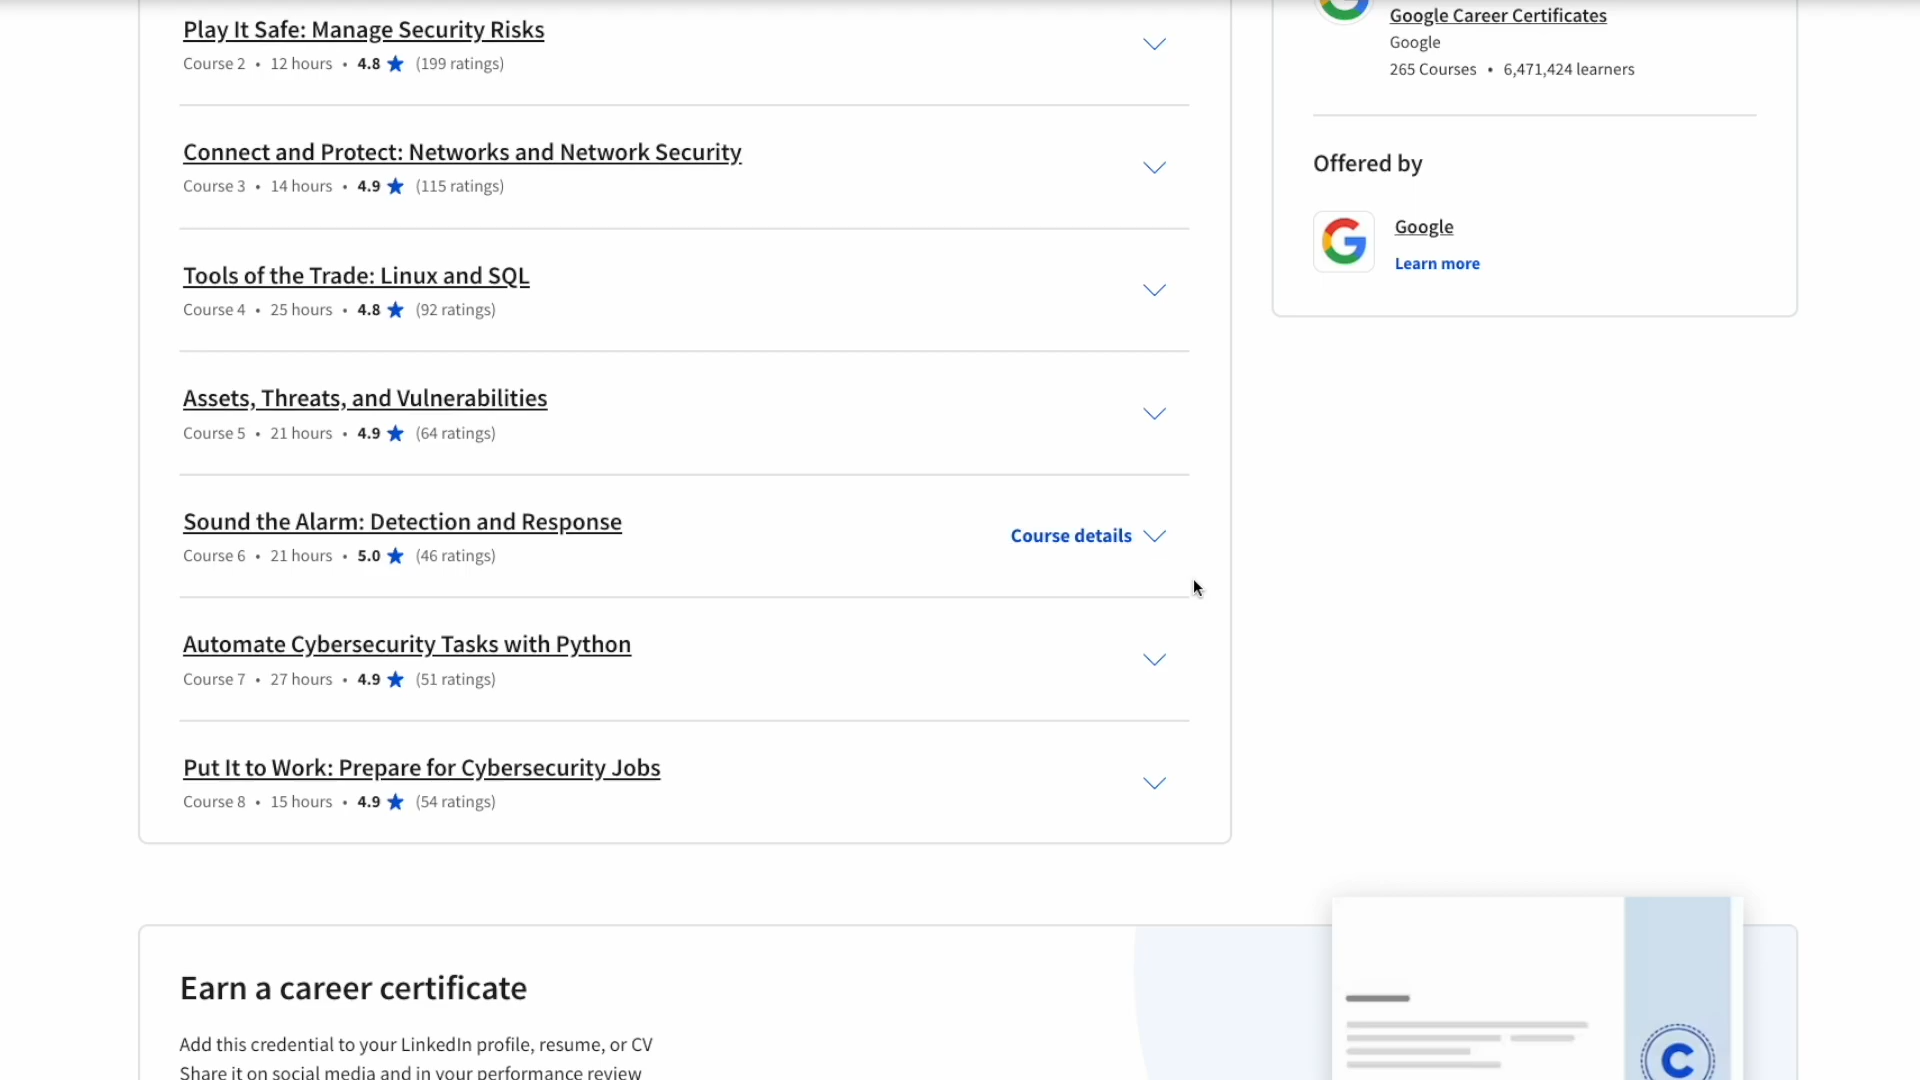 Play It Safe: Manage Security Risks
Course 2 • 12 hours • 4.8 ★ (199 ratings)
Connect and Protect: Networks and Network Security
Course 3 • 14 hours • 4.9 ★ (115 ratings)
Tools of the Trade: Linux and SQL
Course 4 • 25 hours • 4.8 ★ (92 ratings)
Assets, Threats, and Vulnerabilities
Course 5 • 21 hours • 4.9 ★ (64 ratings)
Sound the Alarm: Detection and Response
Course details
Course 6 • 21 hours • 5.0 ★ (46 ratings)
Automate Cybersecurity Tasks with Python
Course 7 • 27 hours • 4.9 ★ (51 ratings)
Put It to Work: Prepare for Cybersecurity Jobs
Course 8 • 15 hours • 4.9 ★ (54 ratings)
Google Career Certificates
Google
265 Courses • 6,471,424 learners
Offered by
Google
Learn more
Earn a career certificate
Add this credential to your LinkedIn profile, resume, or CV
Share it on social media and in your performance review
C